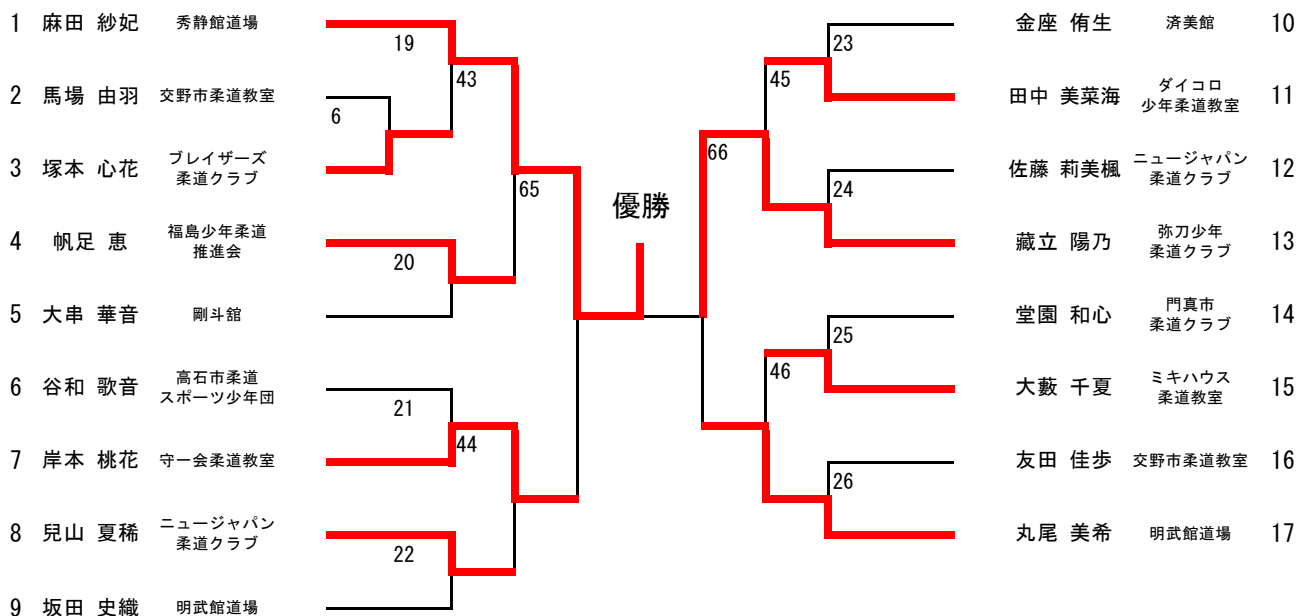 1 麻田 紗妃 秀静館道場
2 馬場 由羽 交野市柔道教室
3 塚本 心花 ブレイザーズ
柔道クラブ
4 帆足 恵 福島少年柔道
推進会
5 大串 華音 剛斗館
6 谷和 歌音 高石市柔道
スポーツ少年団
7 岸本 桃花 守一会柔道教室
8 兒山 夏稀 ニュージャパン
柔道クラブ
9 坂田 史織 明武館道場
19
6
43
20
65
21
44
22
優勝
66
45
23
24
46
25
26
金座 侑生 済美館 10
田中 美菜海 ダイコロ
少年柔道教室 11
佐藤 莉美楓 ニュージャパン
柔道クラブ 12
藏立 陽乃 弥刀少年
柔道クラブ 13
堂園 和心 門真市
柔道クラブ 14
大藪 千夏 ミキハウス
柔道教室 15
友田 佳歩 交野市柔道教室 16
丸尾 美希 明武館道場 17